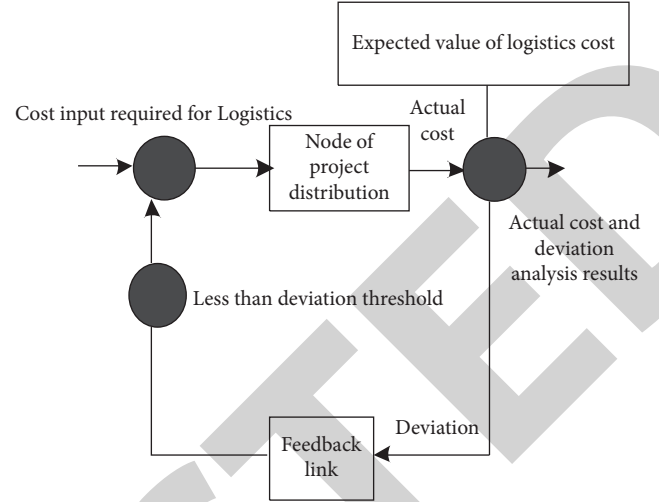 Expected value of logistics cost
Cost input required for Logistics
Actual
cost
Node of
project
distribution
Actual cost and
deviation
analysis results
Less than deviation threshold
Deviation
Feedback
link